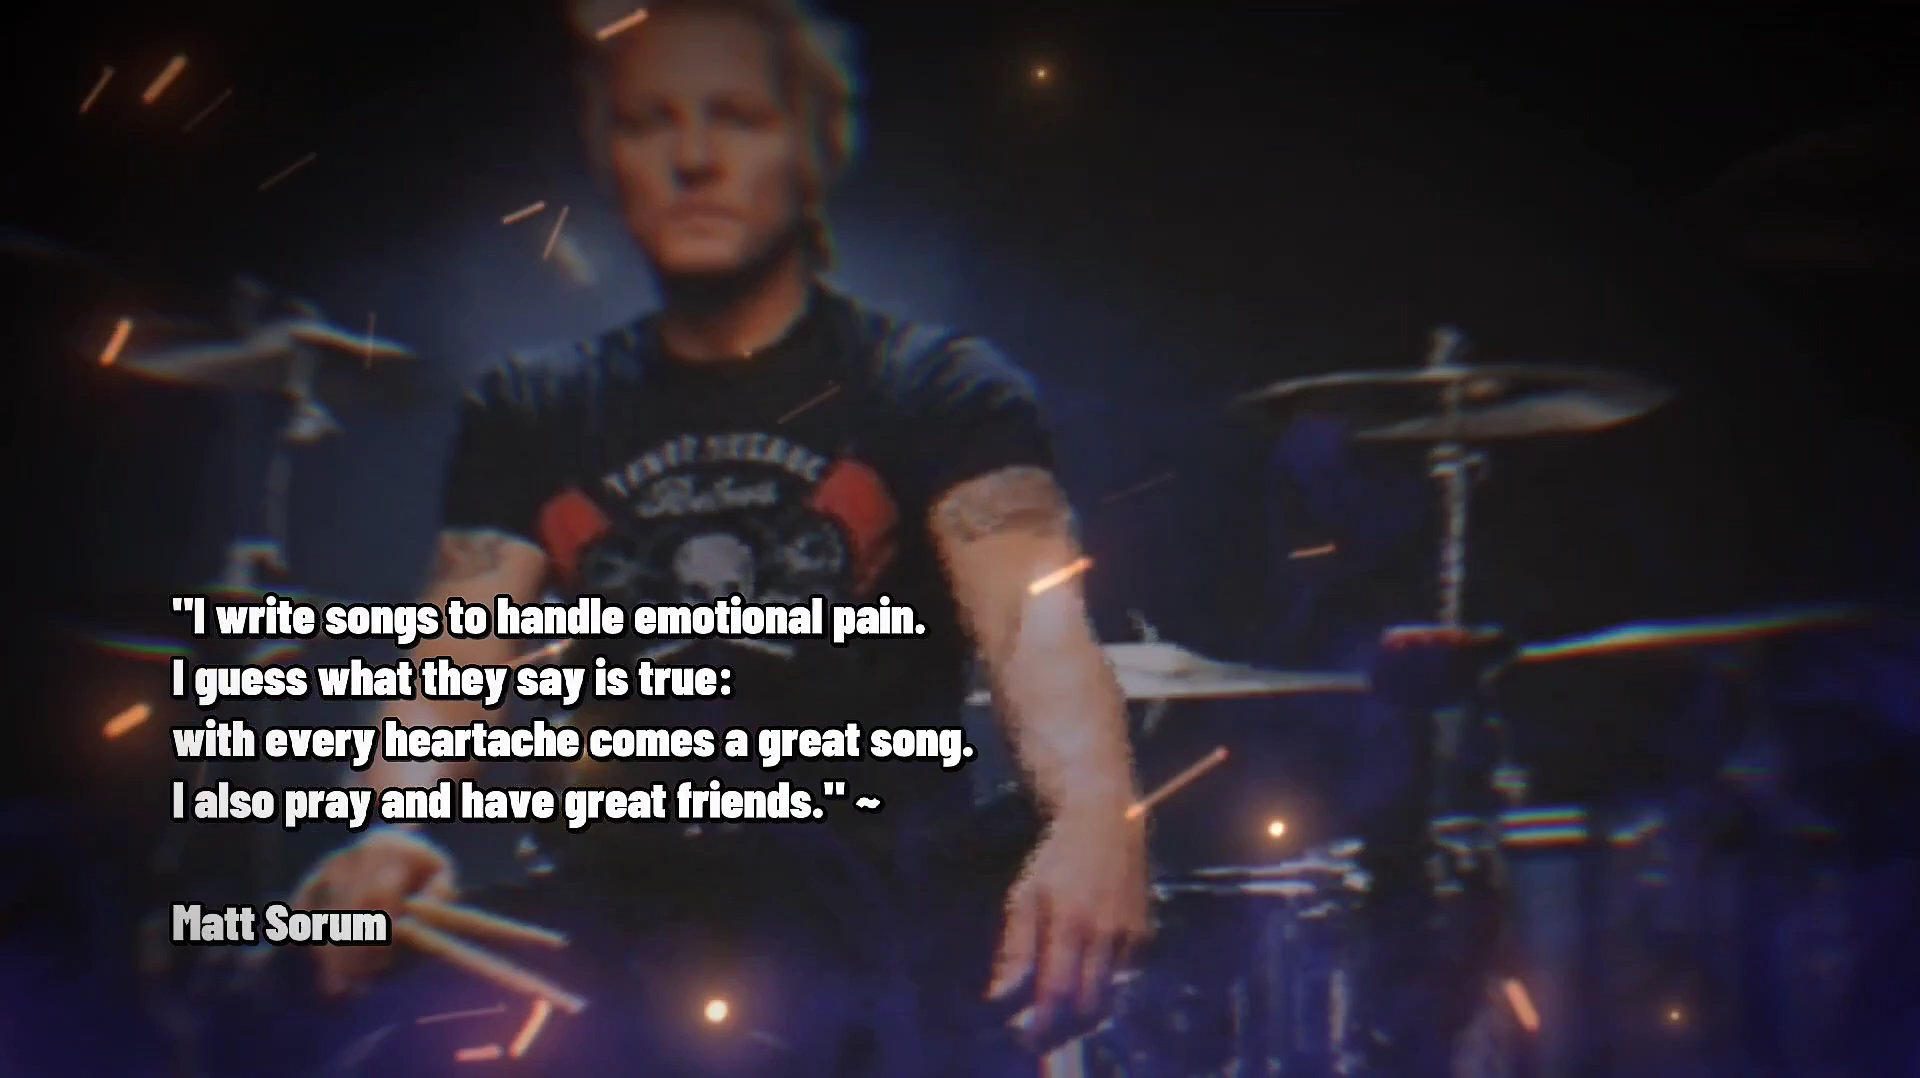 "I write songs to handle emotional pain.
I guess what they say is true:
with every heartache comes a great song.
I also pray and have great friends." ~
Matt Sorum